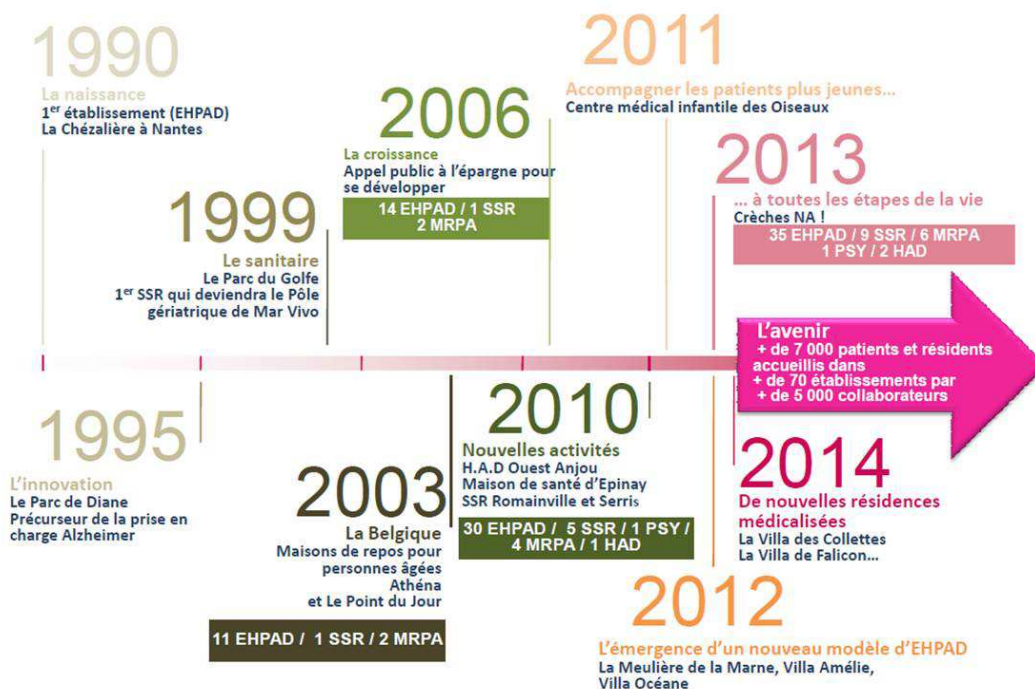 1990
La naissance
1er établissement (EHPAD)
La Chézalière à Nantes
1999
Le sanitaire
Le Parc du Golfe
1er SSR qui deviendra le Pôle
gériatrique de Mar Vivo
2006
La croissance
Appel public à l'épargne pour
se développer
14 EHPAD / 1 SSR
2 MRPA
2011
Accompagner les patients plus jeunes...
Centre médical infantile des Oiseaux
2013
... à toutes les étapes de la vie
Crèches NA !
35 EHPAD / 9 SSR / 6 MRPA
1 PSY / 2 HAD
L'avenir
+ de 7 000 patients et résidents
accueillis dans
+ de 70 établissements par
+ de 5 000 collaborateurs
1995
L'innovation
Le Parc de Diane
Précurseur de la prise en
charge Alzheimer
2003
La Belgique
Maisons de repos pour
personnes âgées
Athéna
et Le Point du Jour
11 EHPAD / 1 SSR / 2 MRPA
2010
Nouvelles activités
H.A.D Ouest Anjou
Maison de santé d'Epinay
SSR Romainville et Serris
30 EHPAD / 5 SSR / 1 PSY /
4 MRPA / 1 HAD
2012
L'émergence d'un nouveau modèle d'EHPAD
La Meulière de la Marne, Villa Amélie,
Villa Océane
2014
De nouvelles résidences
médicalisées
La Villa des Collettes
La Villa de Falicon...